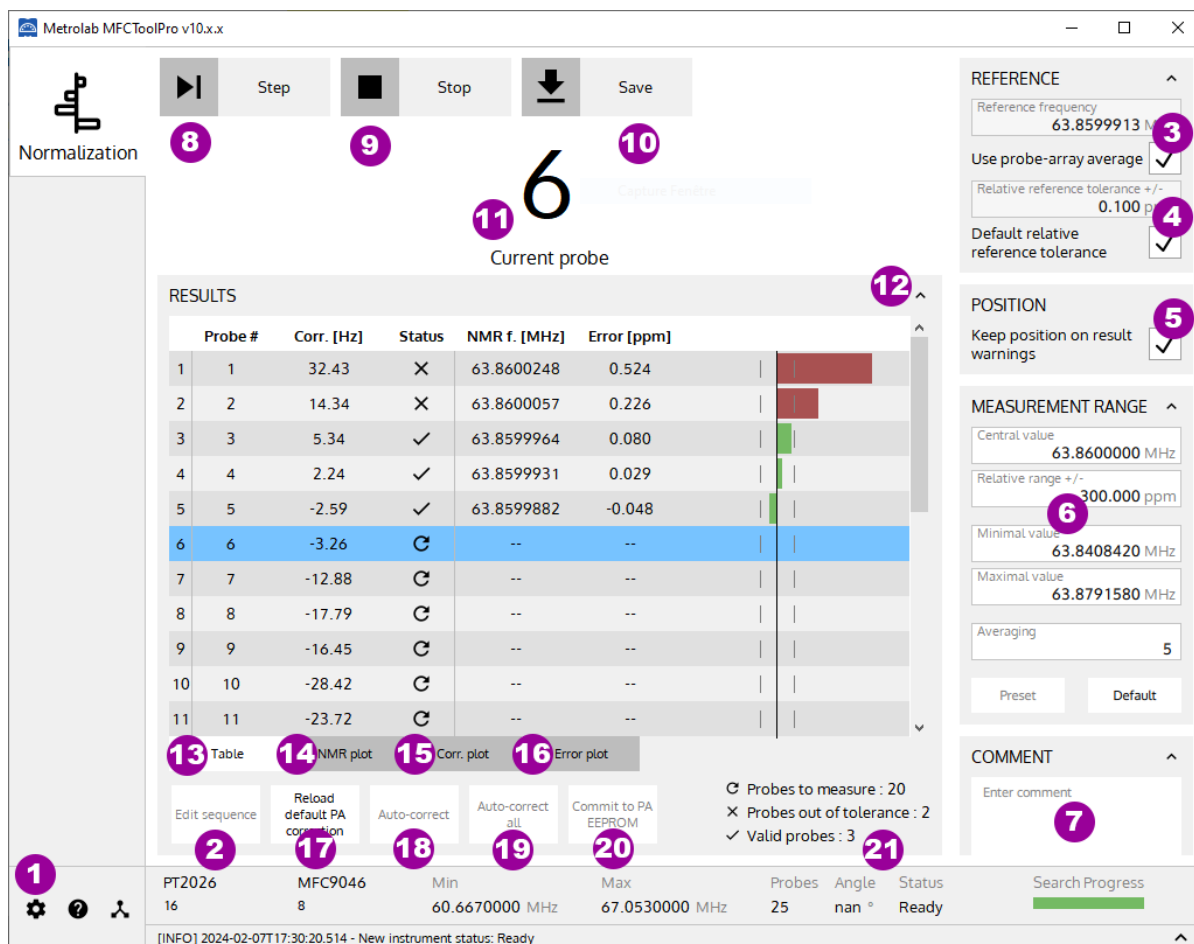 Metrolab MFCToolPro v10.x.x
Normalization
Step
Stop
Save
8
9
10
6
11
Current probe
Capture Fenêtre
REFERENCE
Reference frequency
63.8599913 M
3
Use probe-array average
Relative reference tolerance +/-
0.100 pp
4
Default relative
reference tolerance
POSITION
5
Keep position on result
warnings
MEASUREMENT RANGE
Central value
63.8600000 MHz
Relative range +/-
300.000 ppm
6
Minimal value
63.8408420 MHz
Maximal value
63.8791580 MHz
Averaging
5
Preset Default
COMMENT
Enter comment
7
RESULTS
12
Probe # Corr. [Hz] Status NMR f. [MHz] Error [ppm]
1 1 32.43 63.8600248 0.524
2 2 14.34 63.8600057 0.226
3 3 5.34 63.8599964 0.080
4 4 2.24 63.8599931 0.029
5 5 -2.59 63.8599882 -0.048
6 6 -3.26 -- --
7 7 -12.88 -- --
8 8 -17.79 -- --
9 9 -16.45 -- --
10 10 -28.42 -- --
11 11 -23.72 -- --
13 Table 14 NMR plot 15 Corr. plot 16 Error plot
Edit sequence
2
Reload
default PA
correction
17
Auto-correct
18
Auto-correct
all
19
Commit to PA
EEPROM
20
Probes to measure : 20
Probes out of tolerance : 2
Valid probes : 3
21
1
PT2026 MFC9046 Min Max Probes Angle Status Search Progress
16 8 60.6670000 MHz 67.0530000 MHz 25 nan ° Ready
[INFO] 2024-02-07T17:30:20.514 - New instrument status: Ready